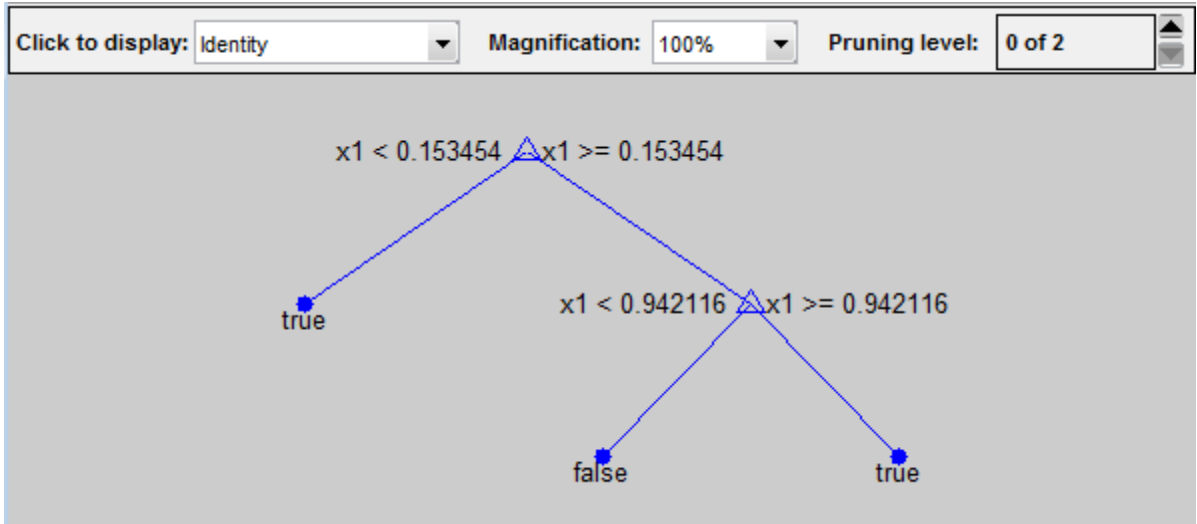 Click to display: Identity Magnification: 100% Pruning level: 0 of 2
x1 < 0.153454 x1 >= 0.153454
true x1 < 0.942116 x1 >= 0.942116
false true